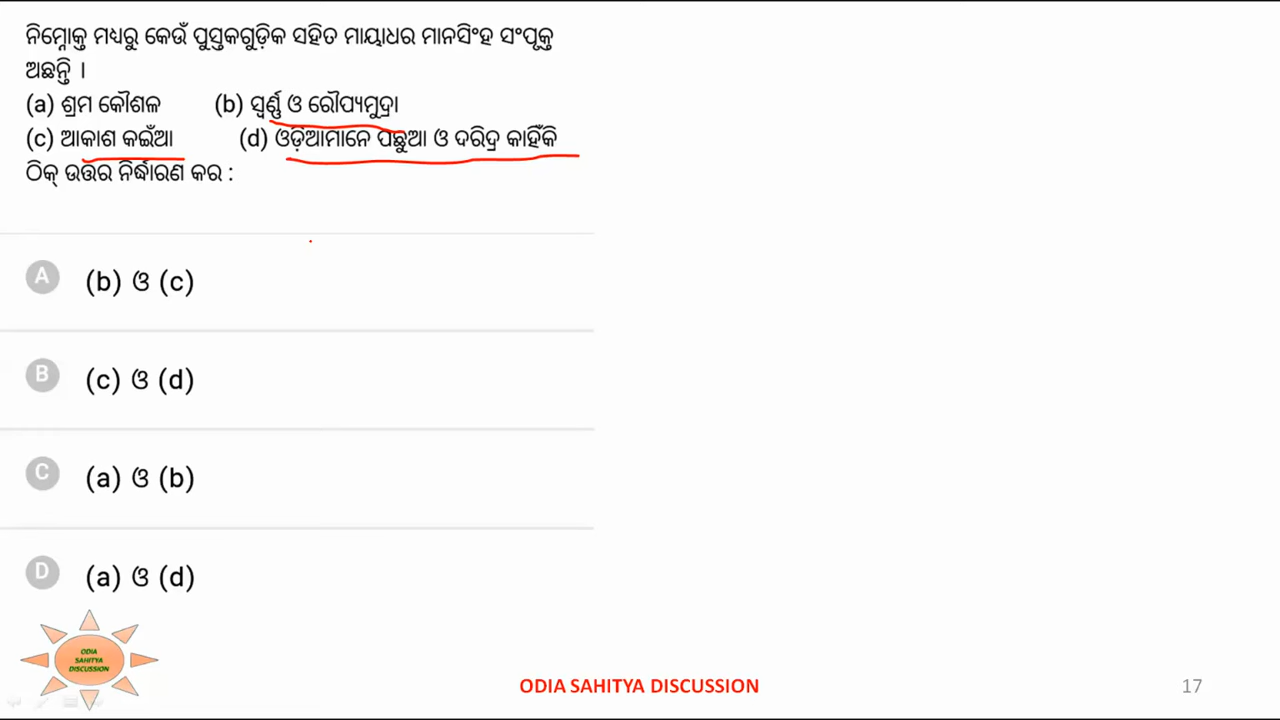 ନିମ୍ନୋକ୍ତ ମଧ୍ୟରୁ କେଉଁ ପୁସ୍ତକଗୁଡ଼ିକ ସହିତ ମାୟାଧର ମାନସିଂହ ସଂପୃକ୍ତ
ଅଛନ୍ତି ।
(a) ଶ୍ରମ କୌଶଳ (b) ସ୍ୱର୍ଣ୍ଣ ଓ ରୌପ୍ୟମୁଦ୍ରା
(c) ଆକାଶ କଇଁଆ (d) ଓଡ଼ିଆମାନେ ପଛୁଆ ଓ ଦରିଦ୍ର କାହିଁକି
ଠିକ୍ ଉତ୍ତର ନିର୍ଦ୍ଧାରଣ କର :
A (b) ଓ (c)
B (c) ଓ (d)
C (a) ଓ (b)
D (a) ଓ (d)
ODIA
SAHITYA
DISCUSSION
ODIA SAHITYA DISCUSSION 17